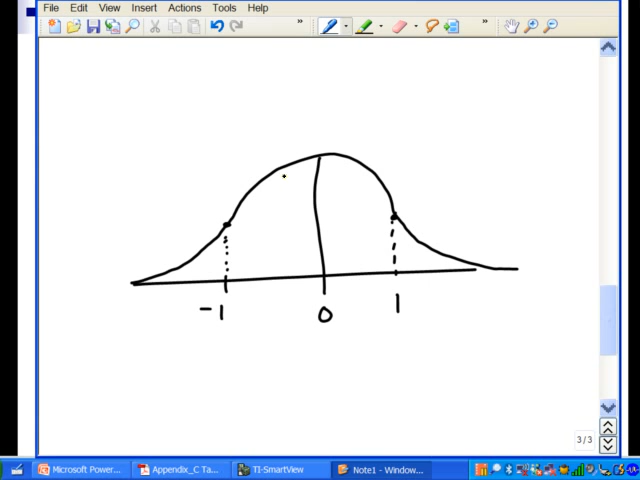 File Edit View Insert Actions Tools Help
-1 0 1
3/3
Microsoft Power... Appendix_C Ta... TI-SmartView Note1 - Window...